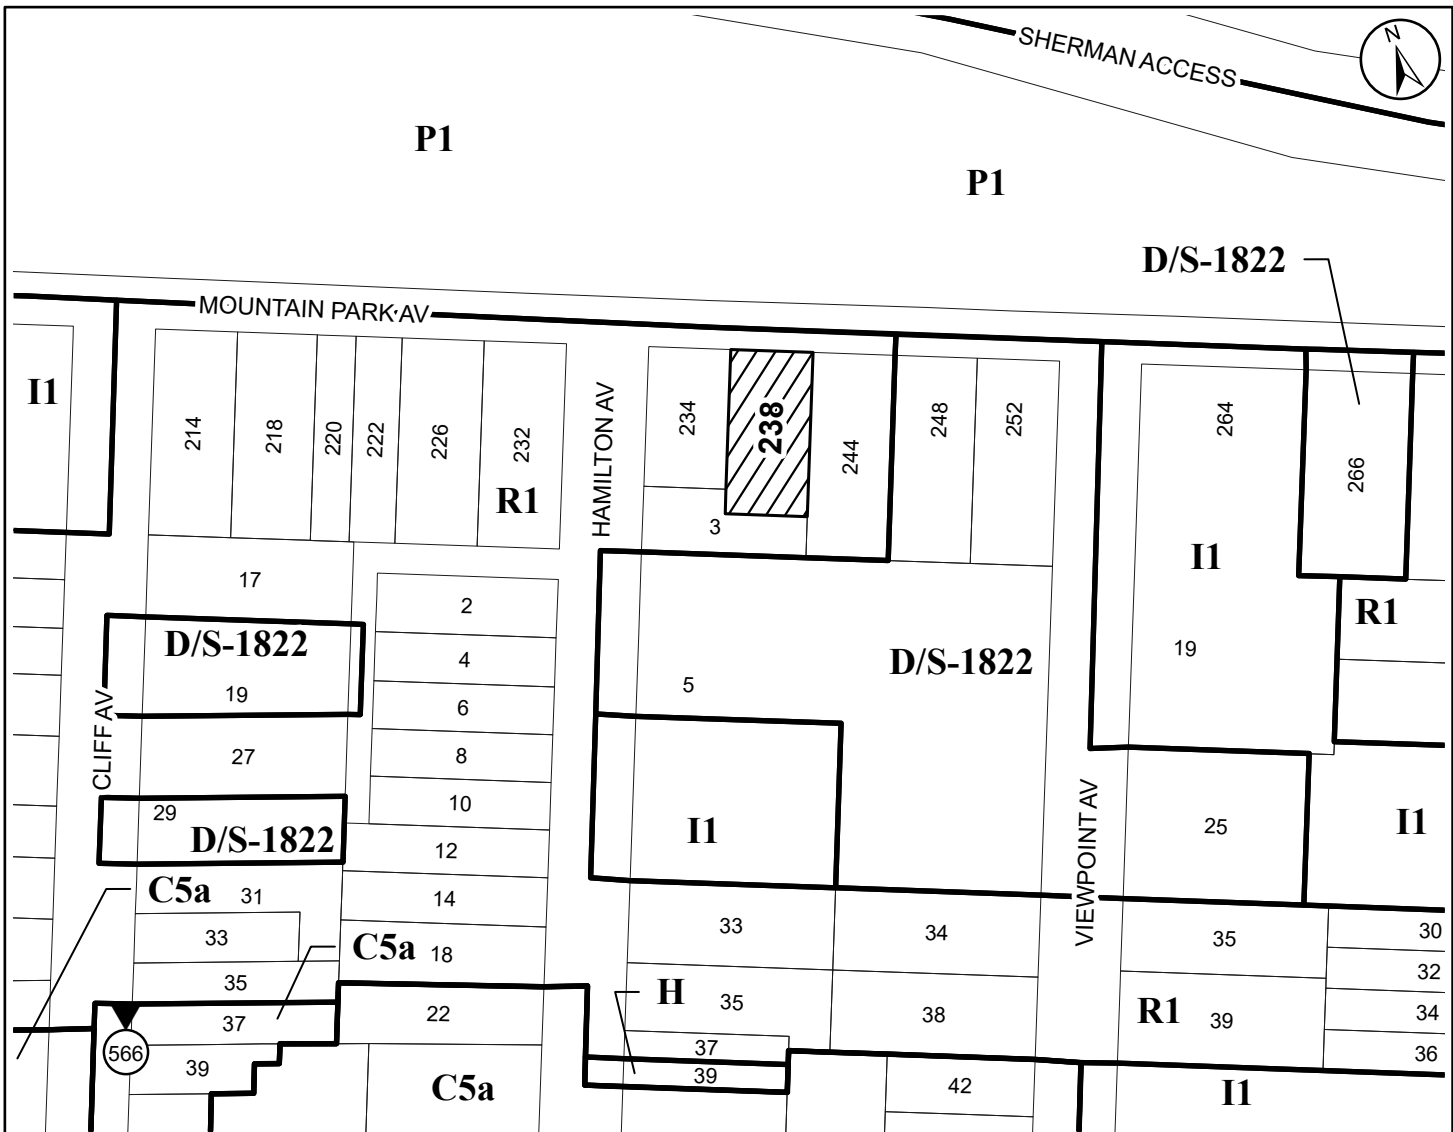 N
SHERMAN ACCESS
P1
P1
D/S-1822
MOUNTAIN PARK AV
I1
214
218
220
222
226
232
R1
HAMILTON AV
234
238
244
3
248
252
264
266
I1
R1
17
2
D/S-1822
4
D/S-1822
19
19
5
6
CLIFF AV
27
8
29
10
D/S-1822
12
I1
VIEWPOINT AV
25
I1
C5a
31
14
33
C5a
18
33
34
35
30
32
35
H
35
38
R1
39
34
37
22
37
36
566
39
C5a
39
42
I1